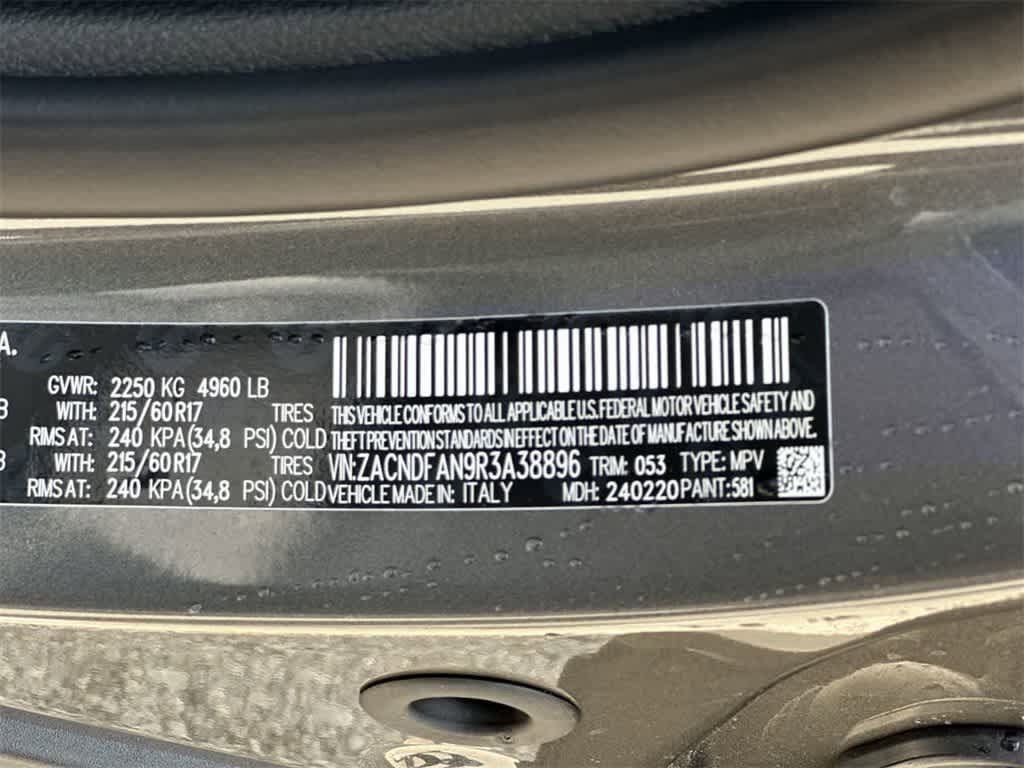 A.
GVWR: 2250 KG 4960 LB
B WITH: 215/60 R17 TIRES
RIMS AT: 240 KPA(34,8 PSI) COLD
B WITH: 215/60 R17 TIRES
RIMS AT: 240 KPA(34,8 PSI) COLD
THIS VEHICLE CONFORMS TO ALL APPLICABLE U.S. FEDERAL MOTOR VEHICLE SAFETY AND
THEFT PREVENTION STANDARDS IN EFFECT ON THE DATE OF MANUFACTURE SHOWN ABOVE.
VIN:ZACNDFAN9R3A38896 TRIM: 053 TYPE: MPV
VEHICLE MADE IN: ITALY MDH: 240220 PAINT:581